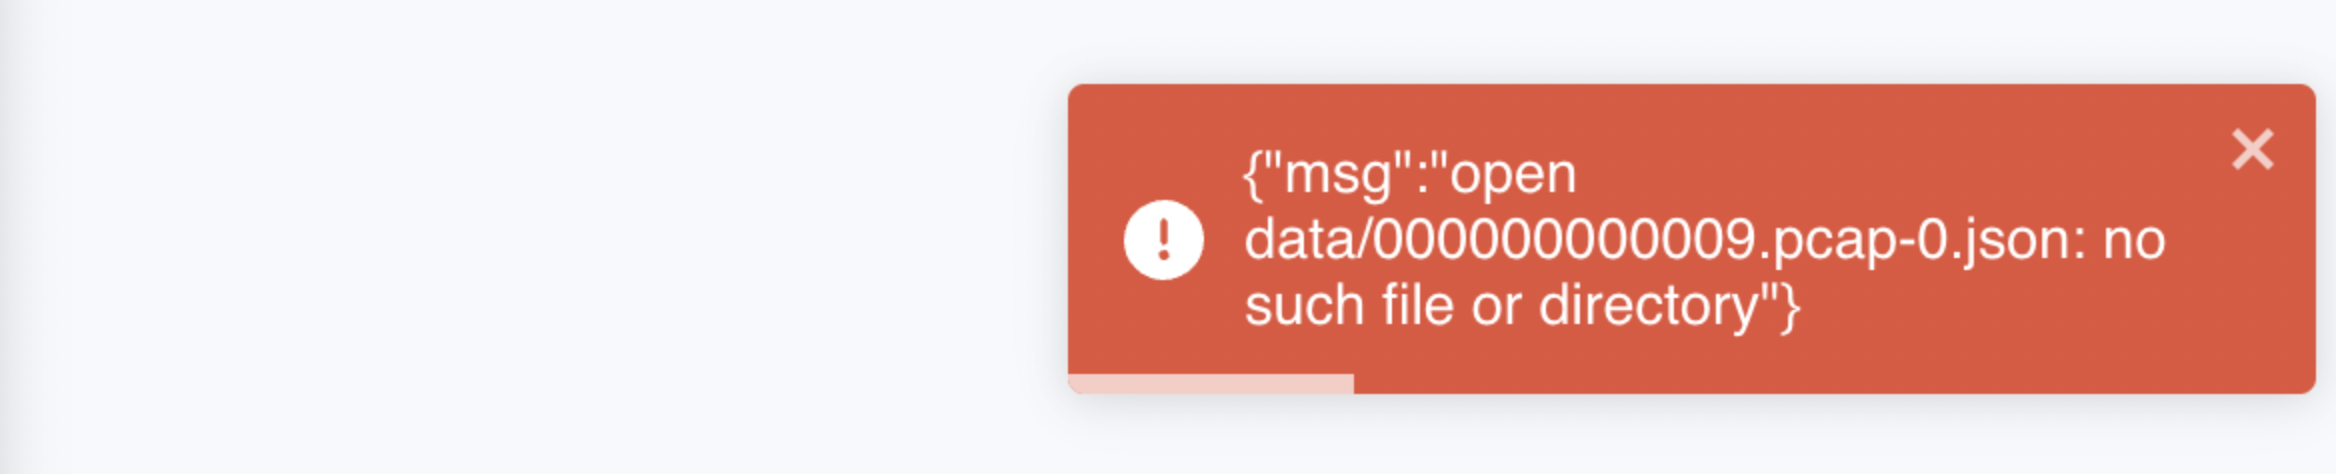 {"msg":"open
data/000000000009.pcap-0.json: no
such file or directory"}